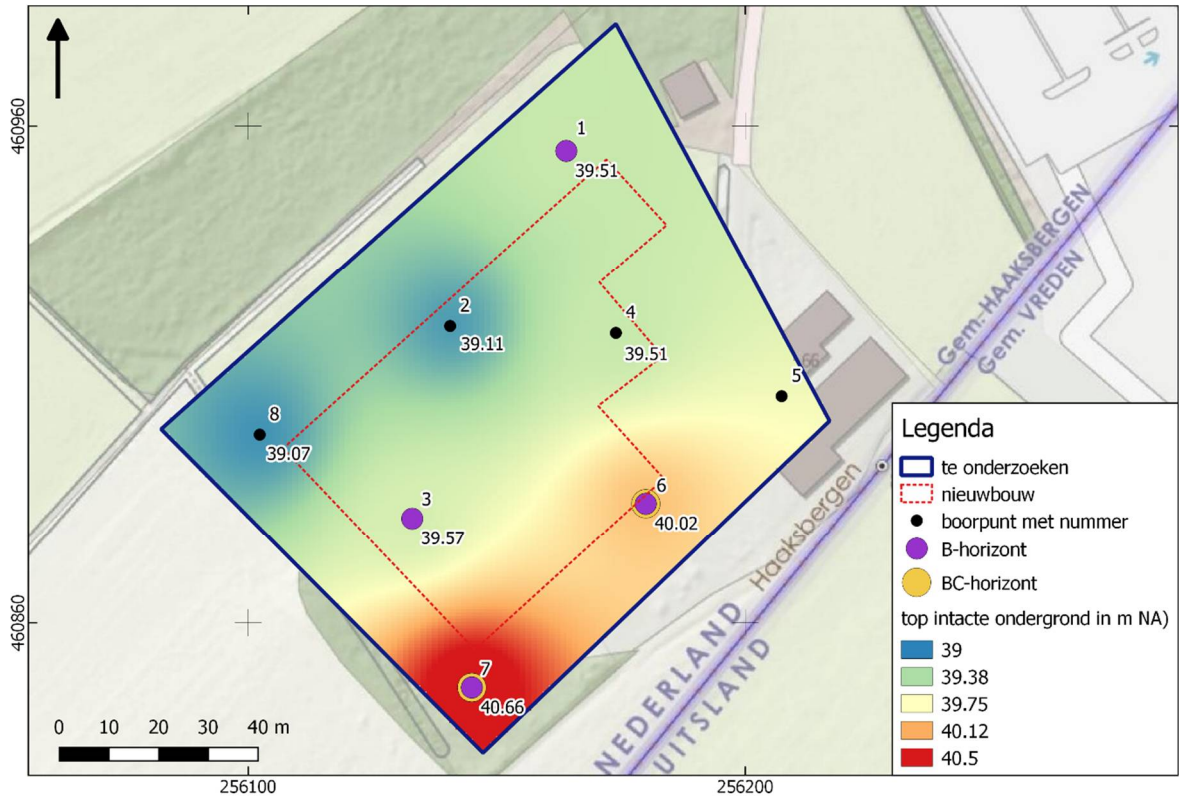 460960
460860
256100
256200
1
39.51
2
39.11
4
39.51
5
8
39.07
3
39.57
6
40.02
7
40.66
66
Gem. HAAKSBERGEN
Gem. VREDEN
Haaksbergen
NEDERLAND
UITSLAND
0 10 20 30 40 m
Legenda
te onderzoeken
nieuwbouw
boorpunt met nummer
B-horizont
BC-horizont
top intacte ondergrond in m NA)
39
39.38
39.75
40.12
40.5